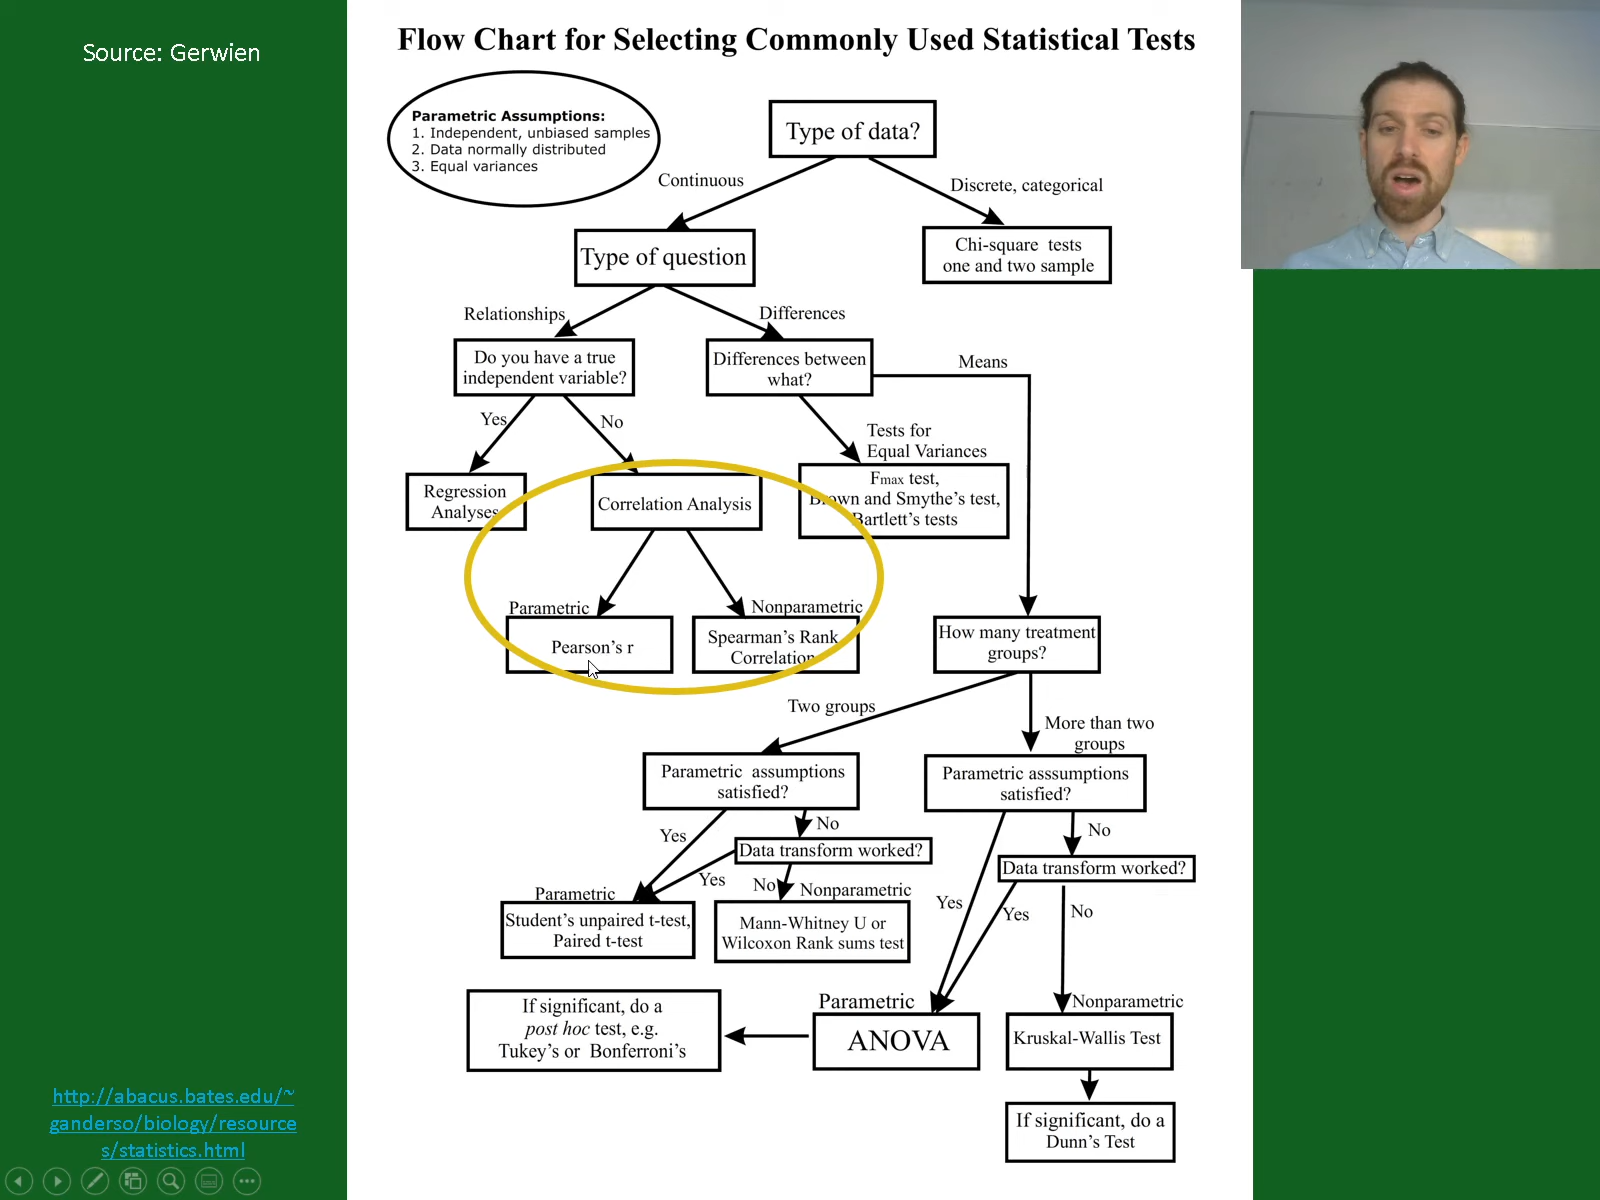 Source: Gerwien
Flow Chart for Selecting Commonly Used Statistical Tests
Parametric Assumptions:
1. Independent, unbiased samples
2. Data normally distributed
3. Equal variances
Type of data?
Continuous
Discrete, categorical
Type of question
Chi-square tests
one and two sample
Relationships
Differences
Do you have a true
independent variable?
Differences between
what?
Means
Yes
No
Tests for
Equal Variances
Regression
Analyses
Correlation Analysis
Fmax test,
Brown and Smythe's test,
Bartlett's tests
Parametric
Nonparametric
Pearson's r
Spearman's Rank
Correlation
How many treatment
groups?
Two groups
More than two
groups
Parametric assumptions
satisfied?
Parametric asssumptions
satisfied?
Yes
No
No
Data transform worked?
Data transform worked?
Yes
No
Nonparametric
Parametric
Yes
Yes
No
Student's unpaired t-test,
Paired t-test
Mann-Whitney U or
Wilcoxon Rank sums test
Parametric
Nonparametric
If significant, do a
post hoc test, e.g.
Tukey's or Bonferroni's
ANOVA
Kruskal-Wallis Test
If significant, do a
Dunn's Test
http://abacus.bates.edu/~
ganderso/biology/resource
s/statistics.html